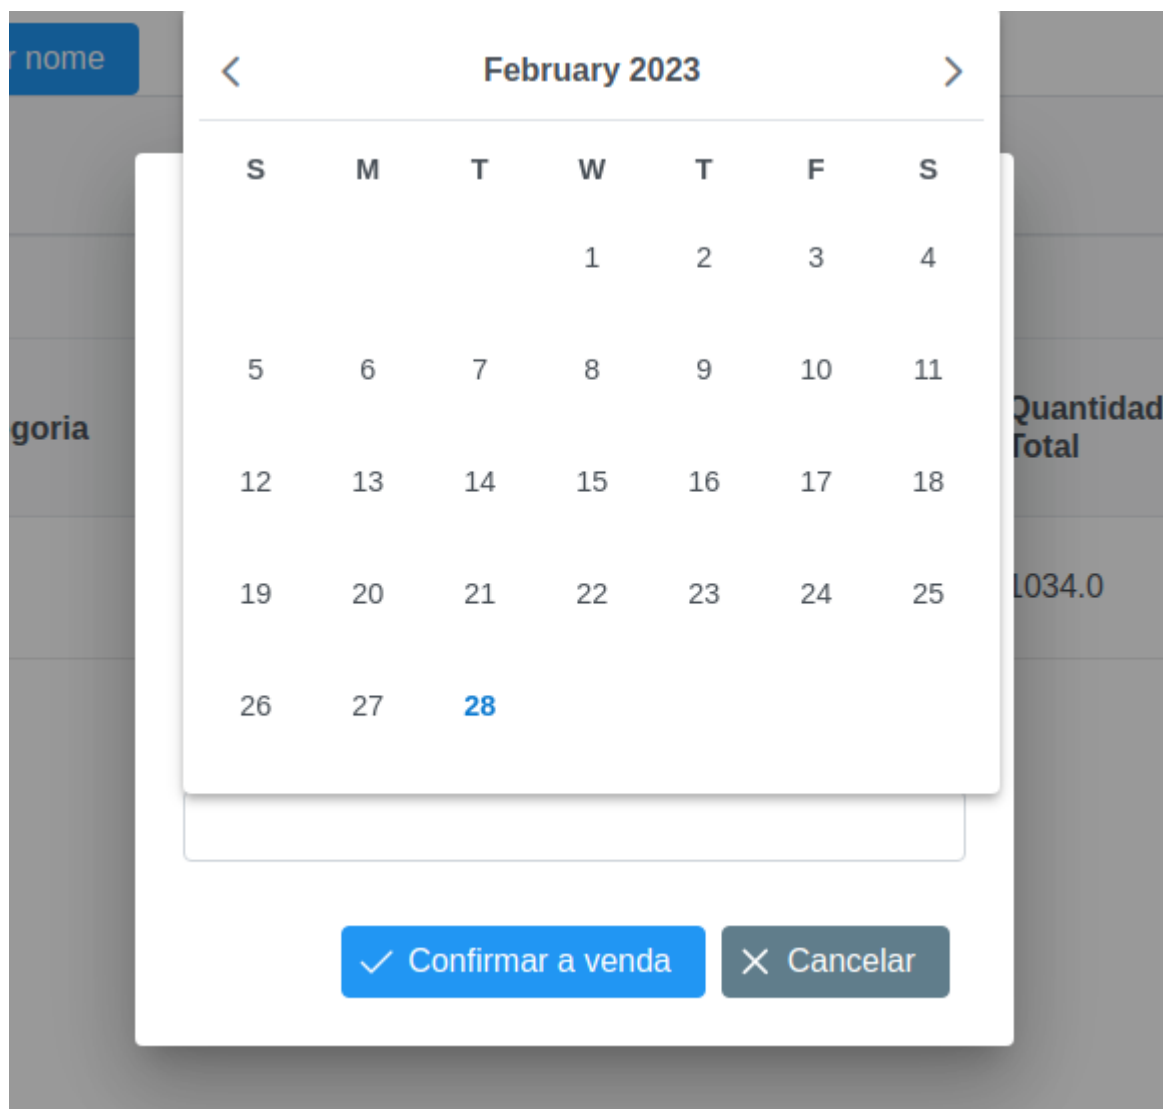 r nome
February 2023
S M T W T F S
1 2 3 4
5 6 7 8 9 10 11
12 13 14 15 16 17 18
19 20 21 22 23 24 25
26 27 28
goria
Quantidad
Total
1034.0
Confirmar a venda
Cancelar